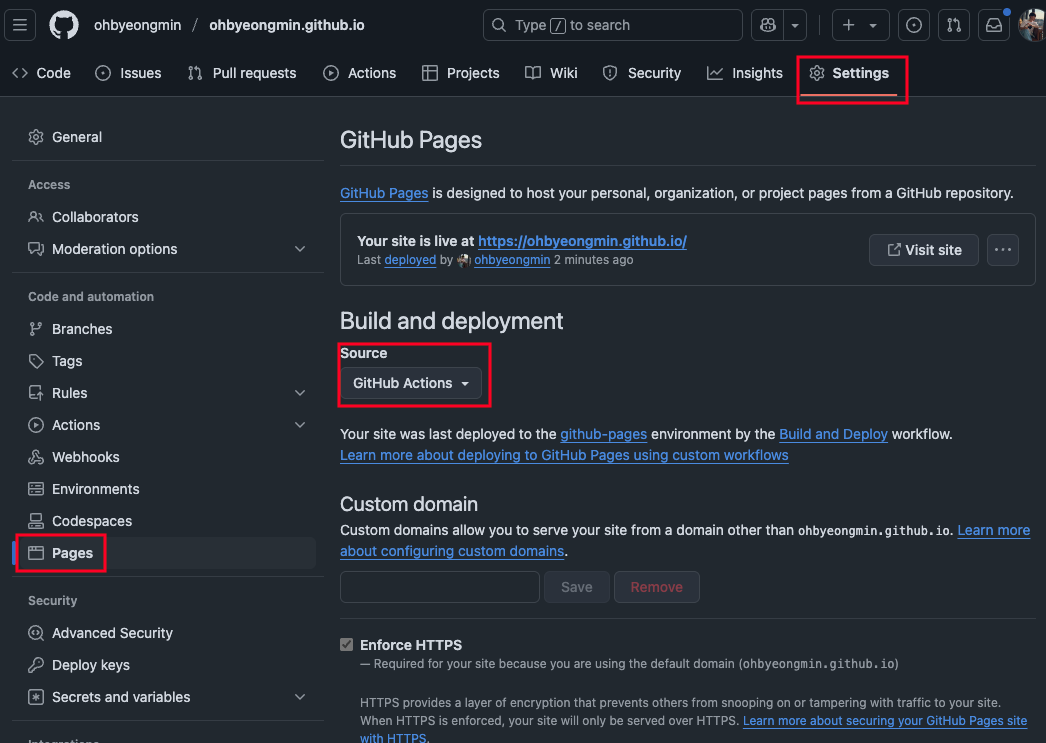 ohbyeongmin / ohbyeongmin.github.io
Type / to search
Code Issues Pull requests Actions Projects Wiki Security Insights Settings
General
Access
Collaborators
Moderation options
Code and automation
Branches
Tags
Rules
Actions
Webhooks
Environments
Codespaces
Pages
Security
Advanced Security
Deploy keys
Secrets and variables
Integrations
GitHub Pages
GitHub Pages is designed to host your personal, organization, or project pages from a GitHub repository.
Your site is live at https://ohbyeongmin.github.io/
Last deployed by ohbyeongmin 2 minutes ago
Visit site
Build and deployment
Source
GitHub Actions
Your site was last deployed to the github-pages environment by the Build and Deploy workflow.
Learn more about deploying to GitHub Pages using custom workflows
Custom domain
Custom domains allow you to serve your site from a domain other than ohbyeongmin.github.io. Learn more
about configuring custom domains.
Save Remove
Enforce HTTPS
— Required for your site because you are using the default domain (ohbyeongmin.github.io)
HTTPS provides a layer of encryption that prevents others from snooping on or tampering with traffic to your site.
When HTTPS is enforced, your site will only be served over HTTPS. Learn more about securing your GitHub Pages site
with HTTPS.